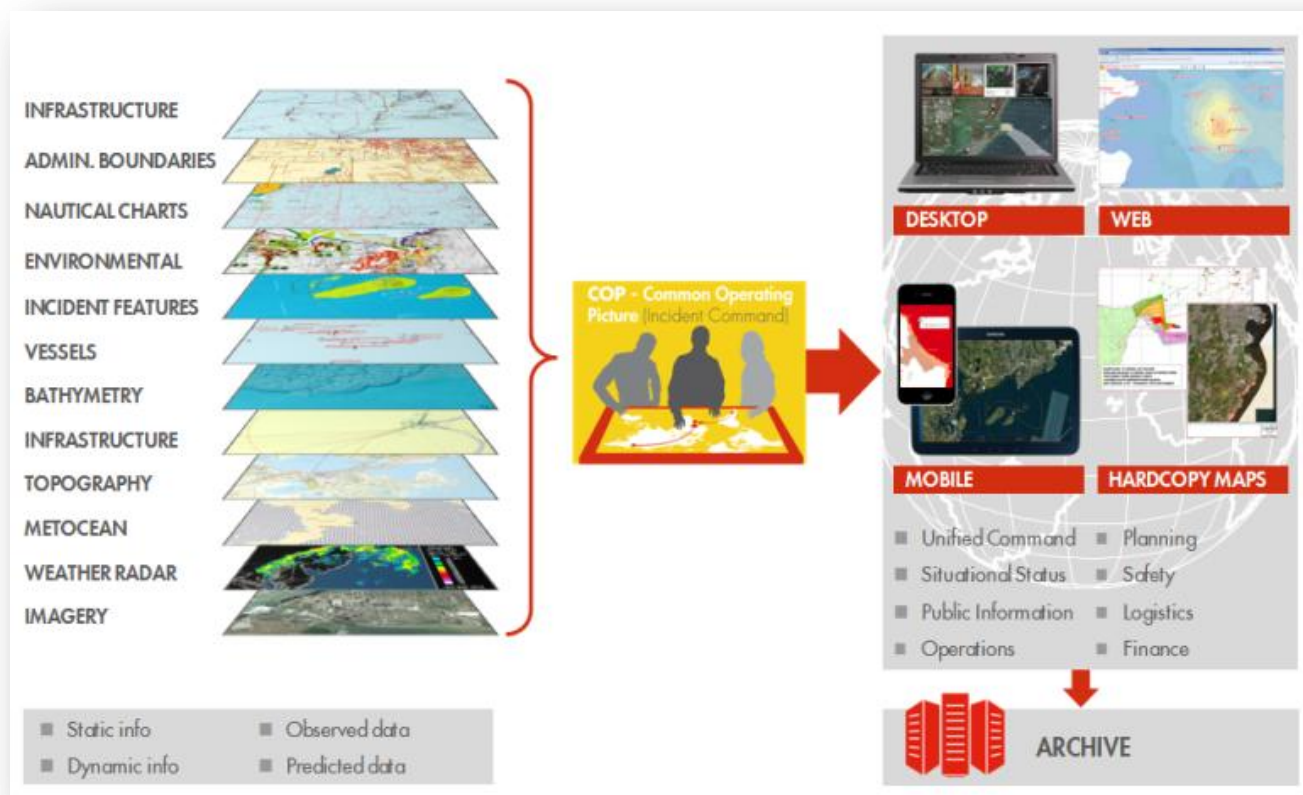 INFRASTRUCTURE
ADMIN. BOUNDARIES
NAUTICAL CHARTS
ENVIRONMENTAL
INCIDENT FEATURES
VESSELS
BATHYMETRY
INFRASTRUCTURE
TOPOGRAPHY
METOCEAN
WEATHER RADAR
IMAGERY
Static info
Observed data
Dynamic info
Predicted data
COP - Common Operating
Picture (Incident Command)
DESKTOP
WEB
MOBILE
HARDCOPY MAPS
Unified Command
Planning
Situational Status
Safety
Public Information
Logistics
Operations
Finance
ARCHIVE